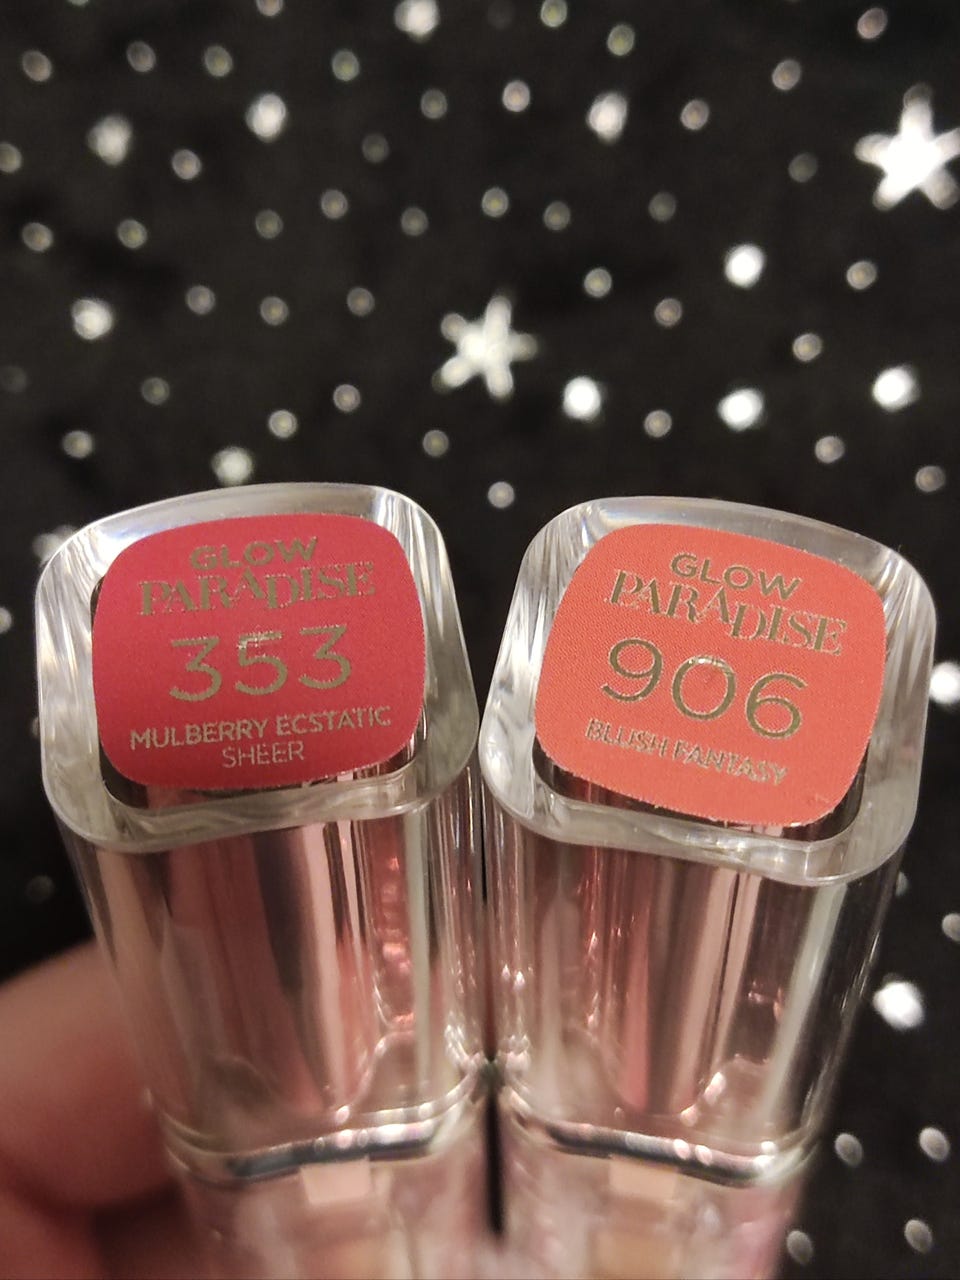 GLOW
PARADISE
353
MULBERRY ECSTATIC
SHEER
GLOW
PARADISE
906
BLUSH FANTASY